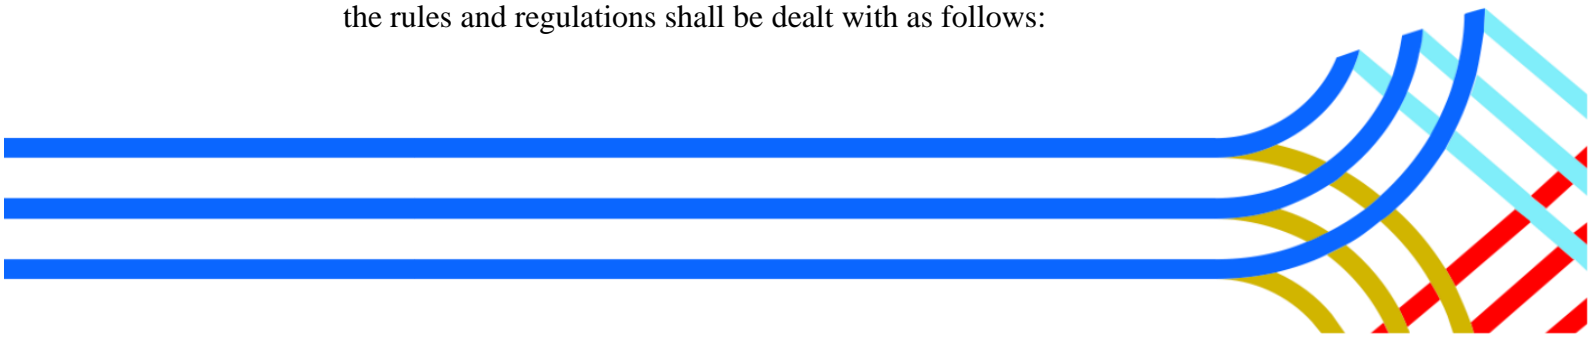 the rules and regulations shall be dealt with as follows: